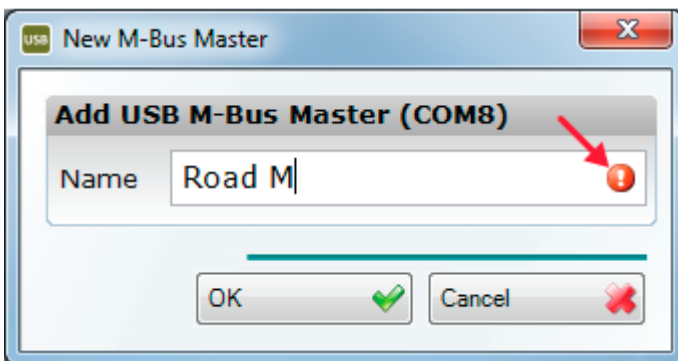 USB New M-Bus Master
Add USB M-Bus Master (COM8)
Name Road M
OK Cancel